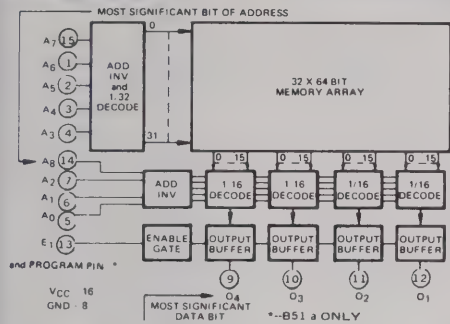 MOST SIGNIFICANT BIT OF ADDRESS
0
A7 15
A6 1
A5 2
A4 3
A3 4
ADD INV and 1.32 DECODE
31
32 X 64 BIT
MEMORY ARRAY
0 15 0 15 0 15 0 15
A8 14
A2 7
A1 6
A0 5
ADD INV
1 16 DECODE
1 16 DECODE
1/16 DECODE
1/16 DECODE
E1 13
ENABLE GATE
OUTPUT BUFFER
OUTPUT BUFFER
OUTPUT BUFFER
OUTPUT BUFFER
and PROGRAM PIN *
9 10 11 12
O4 O3 O2 O1
VCC 16
GND - 8
MOST SIGNIFICANT
DATA BIT
*--B51 a ONLY